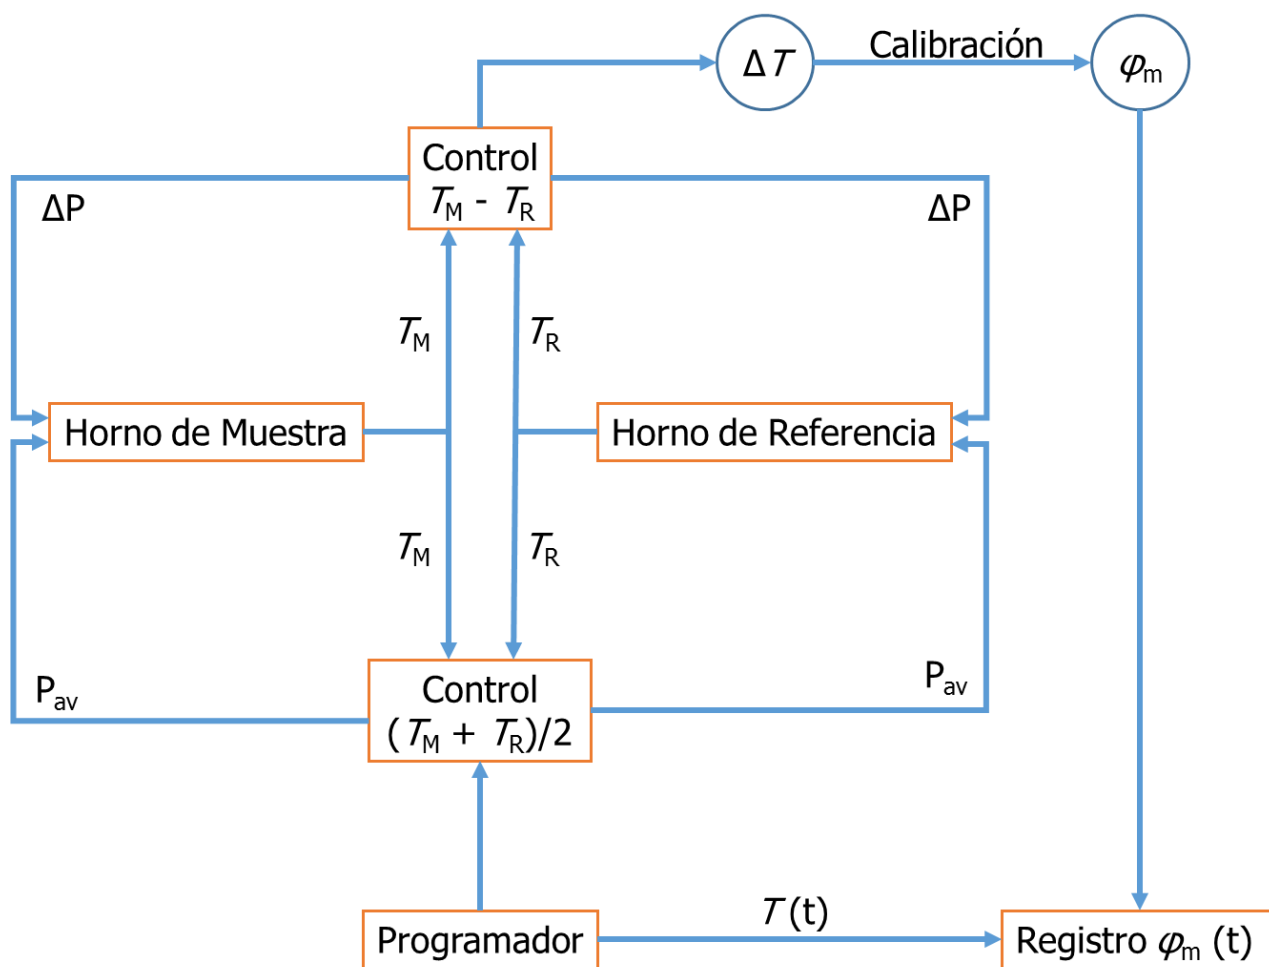 ΔT
Calibración
φm
Control
TM - TR
ΔP
ΔP
TM
TR
Horno de Muestra
Horno de Referencia
TM
TR
Pav
Control
(TM + TR)/2
Pav
Programador
T(t)
Registro φm (t)